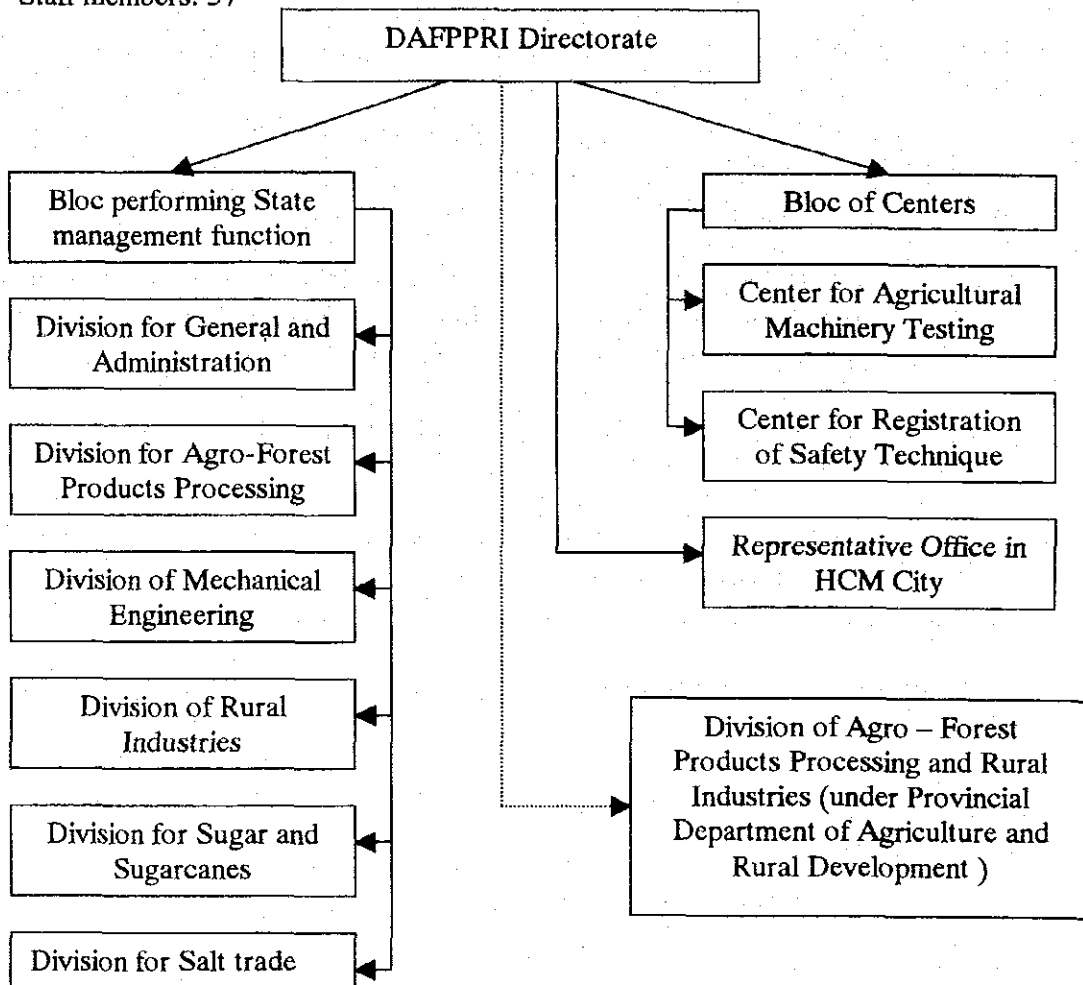 Staff members: 57
DAFPPRI Directorate
Bloc performing State
management function
Division for General and
Administration
Division for Agro-Forest
Products Processing
Division of Mechanical
Engineering
Division of Rural
Industries
Division for Sugar and
Sugarcanes
Division for Salt trade
Bloc of Centers
Center for Agricultural
Machinery Testing
Center for Registration
of Safety Technique
Representative Office in
HCM City
Division of Agro – Forest
Products Processing and Rural
Industries (under Provincial
Department of Agriculture and
Rural Development )